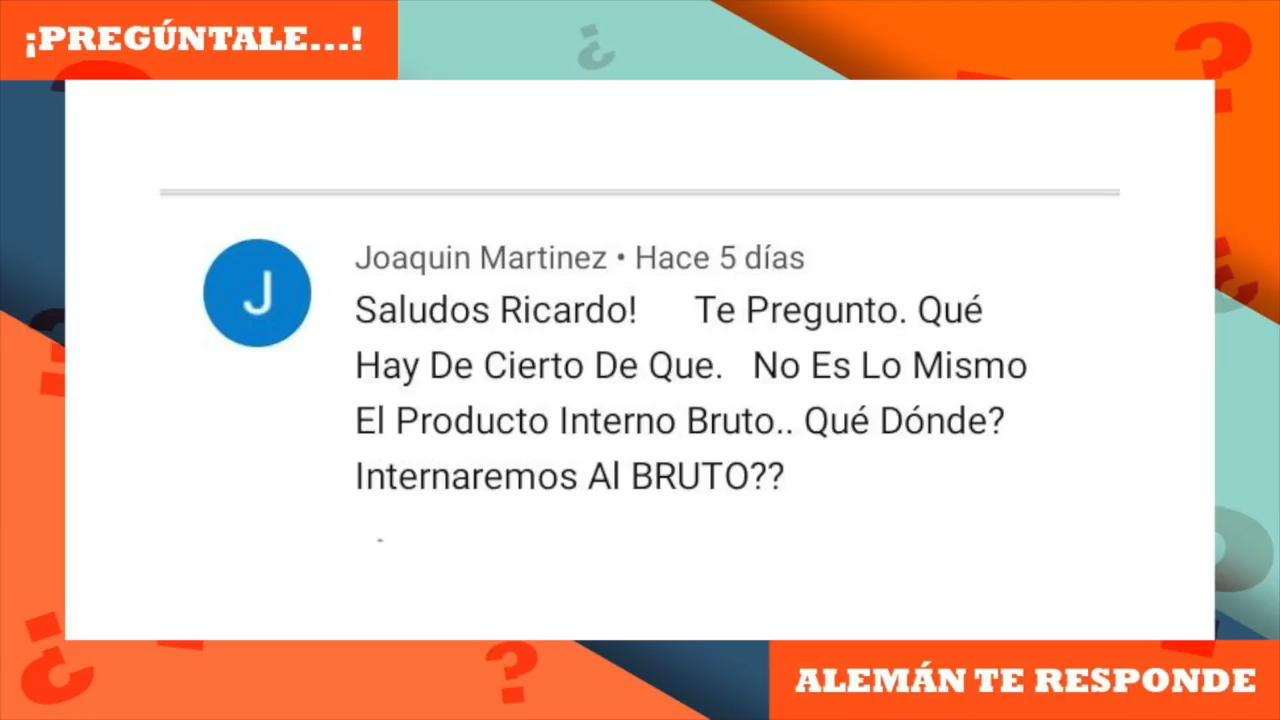 ¡PREGÚNTALE...!
Joaquin Martinez • Hace 5 días
J
Saludos Ricardo! Te Pregunto. Qué
Hay De Cierto De Que. No Es Lo Mismo
El Producto Interno Bruto.. Qué Dónde?
Internaremos Al BRUTO??
ALEMÁN TE RESPONDE